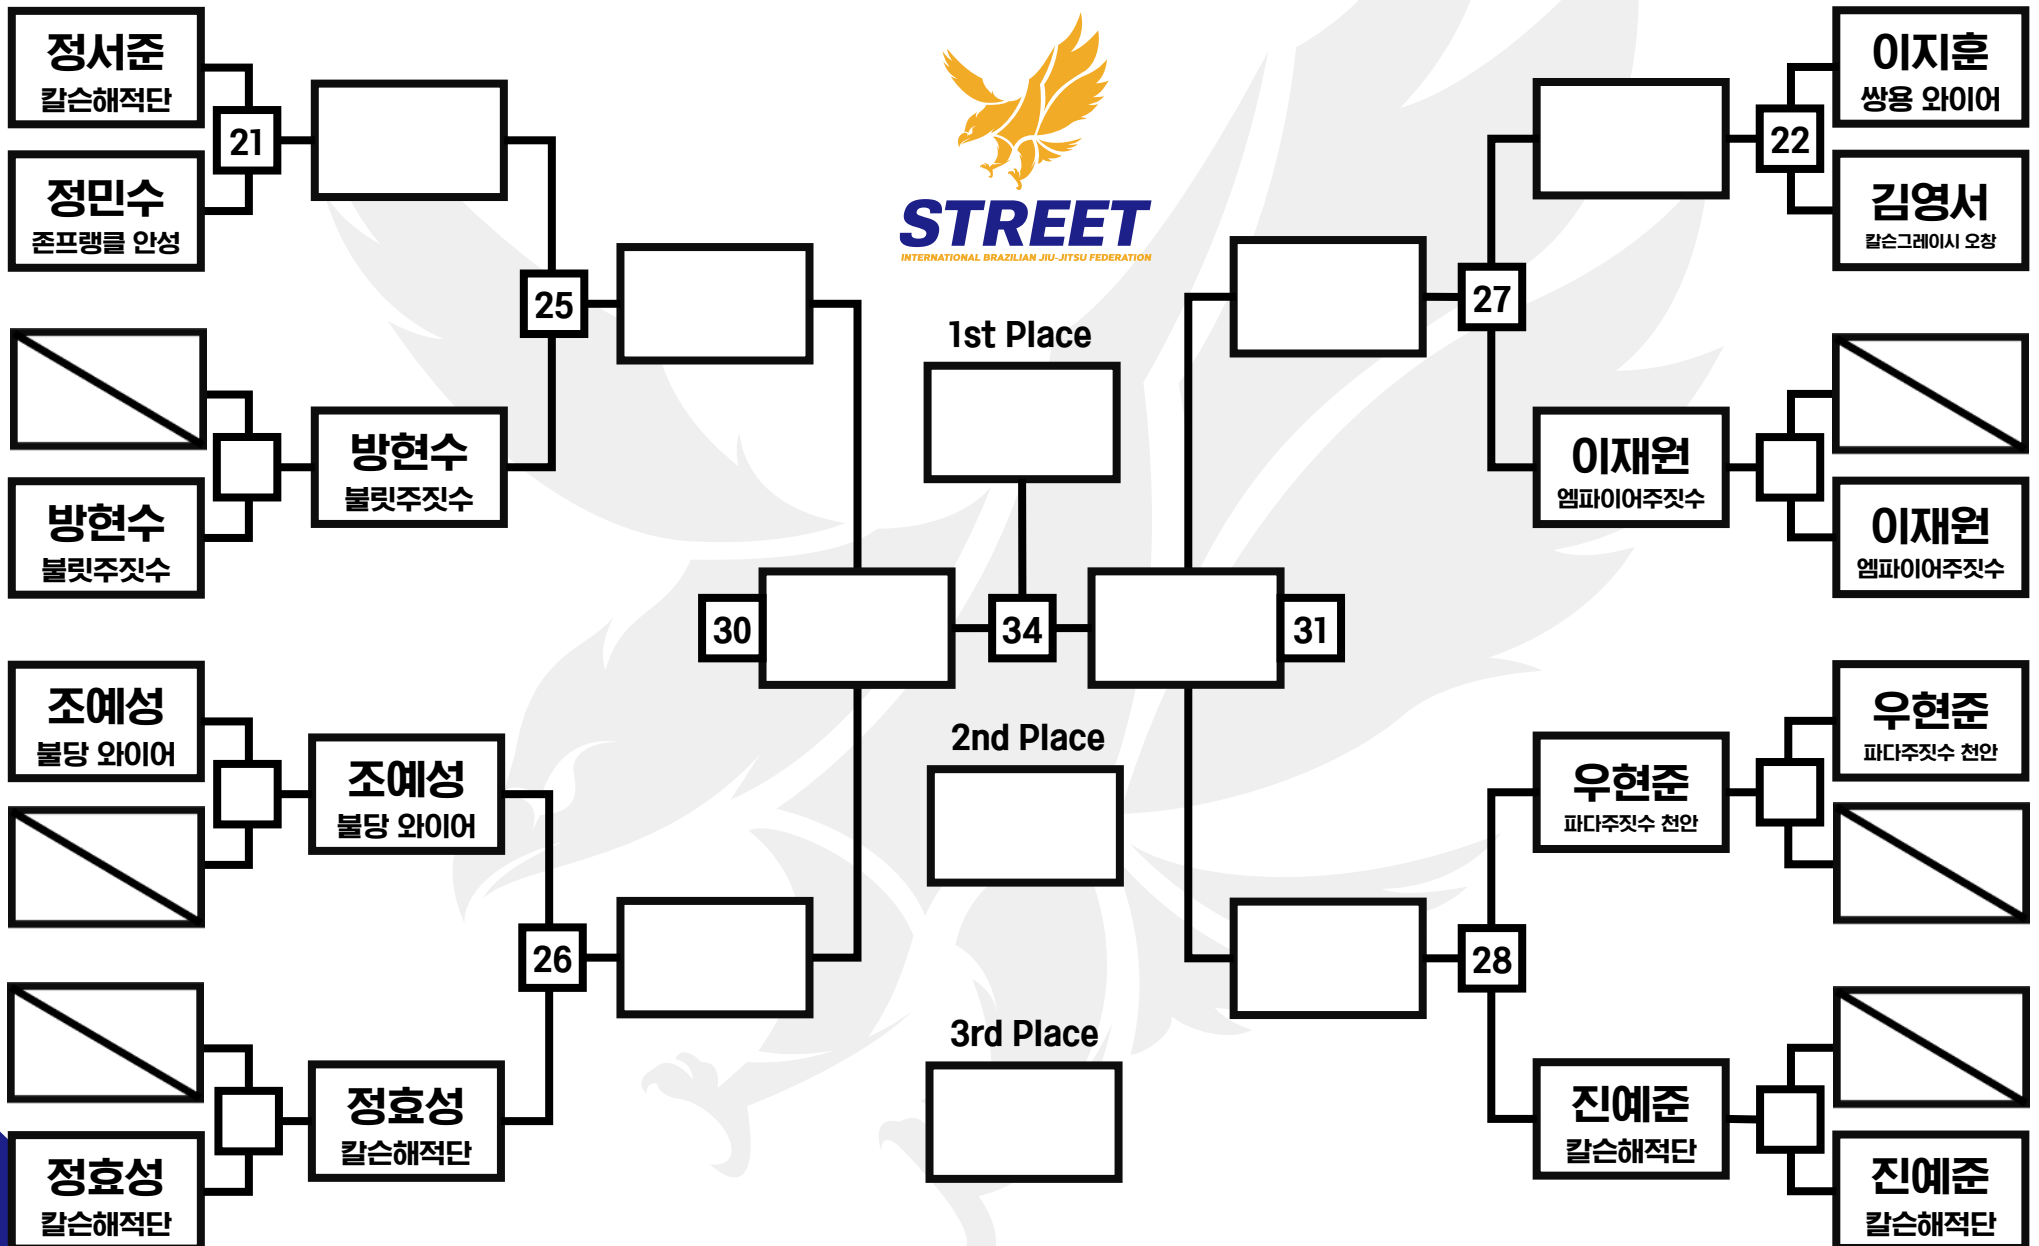 정서준
칼슨해적단
21
정민수
존프랭클 안성
방현수
불릿주짓수
방현수
불릿주짓수
25
조예성
불당 와이어
조예성
불당 와이어
정효성
칼슨해적단
정효성
칼슨해적단
26
30
STREET
INTERNATIONAL BRAZILIAN JIU-JITSU FEDERATION
1st Place
34
2nd Place
3rd Place
31
27
28
이지훈
쌍용 와이어
22
김영서
칼슨그레이시 오창
이재원
엠파이어주짓수
이재원
엠파이어주짓수
우현준
파다주짓수 천안
우현준
파다주짓수 천안
진예준
칼슨해적단
진예준
칼슨해적단